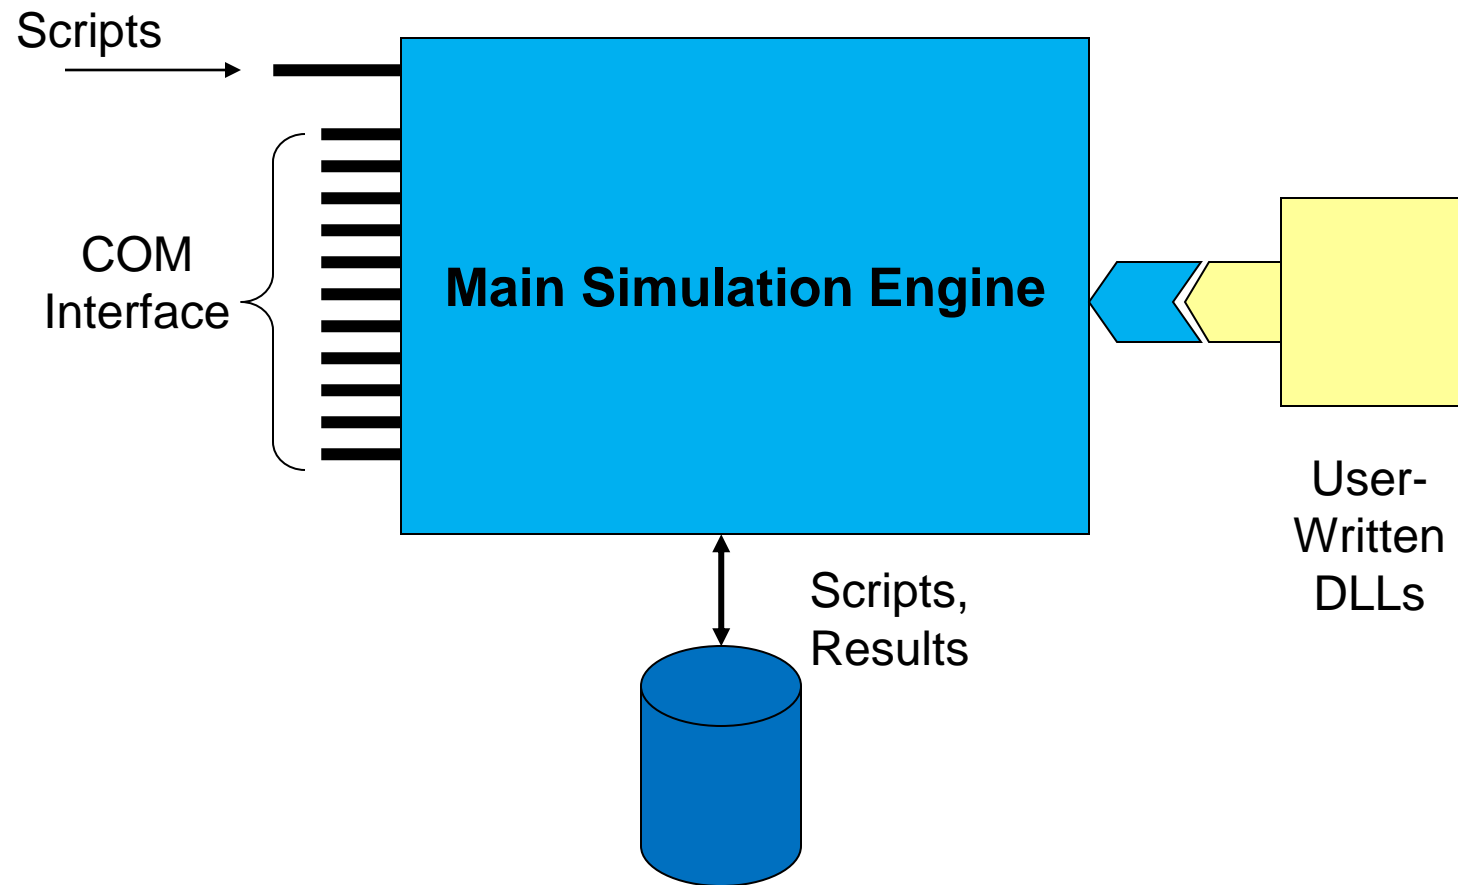 Scripts
COM
Interface
Main Simulation Engine
User-
Written
DLLs
Scripts,
Results